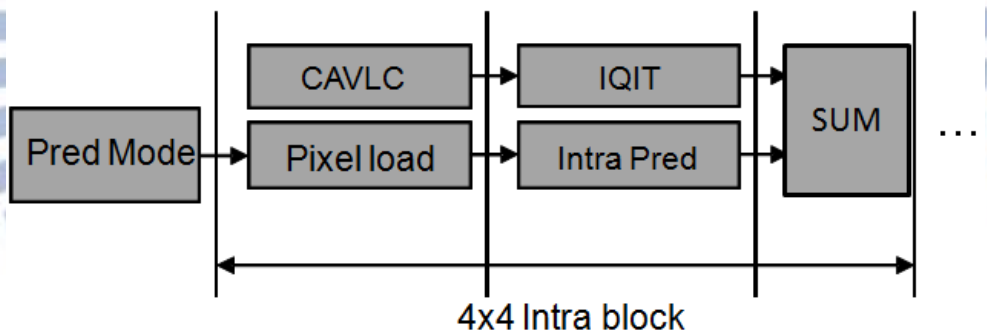 CAVLC
IQIT
SUM
Pred Mode
Pixel load
Intra Pred
...
4x4 Intra block